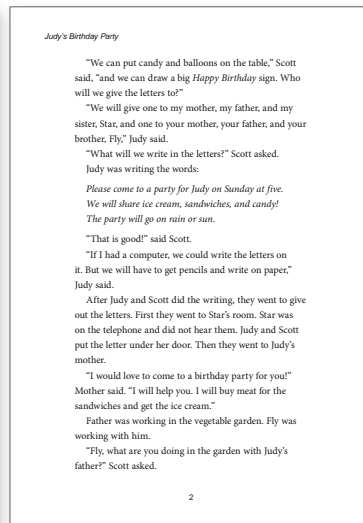 Judy's Birthday Party
"We can put candy and balloons on the table," Scott
said, "and we can draw a big Happy Birthday sign. Who
will we give the letters to?"
"We will give one to my mother, my father, and my
sister, Star, and one to your mother, your father, and your
brother, Fly," Judy said.
"What will we write in the letters?" Scott asked.
Judy was writing the words:
Please come to a party for Judy on Sunday at five.
We will share ice cream, sandwiches, and candy!
The party will go on rain or sun.
"That is good!" said Scott.
"If I had a computer, we could write the letters on
it. But we will have to get pencils and write on paper,"
Judy said.
After Judy and Scott did the writing, they went to give
out the letters. First they went to Star's room. Star was
on the telephone and did not hear them. Judy and Scott
put the letter under her door. Then they went to Judy's
mother.
"I would love to come to a birthday party for you!"
Mother said. "I will help you. I will buy meat for the
sandwiches and get the ice cream."
Father was working in the vegetable garden. Fly was
working with him.
"Fly, what are you doing in the garden with Judy's
father?" Scott asked.
2